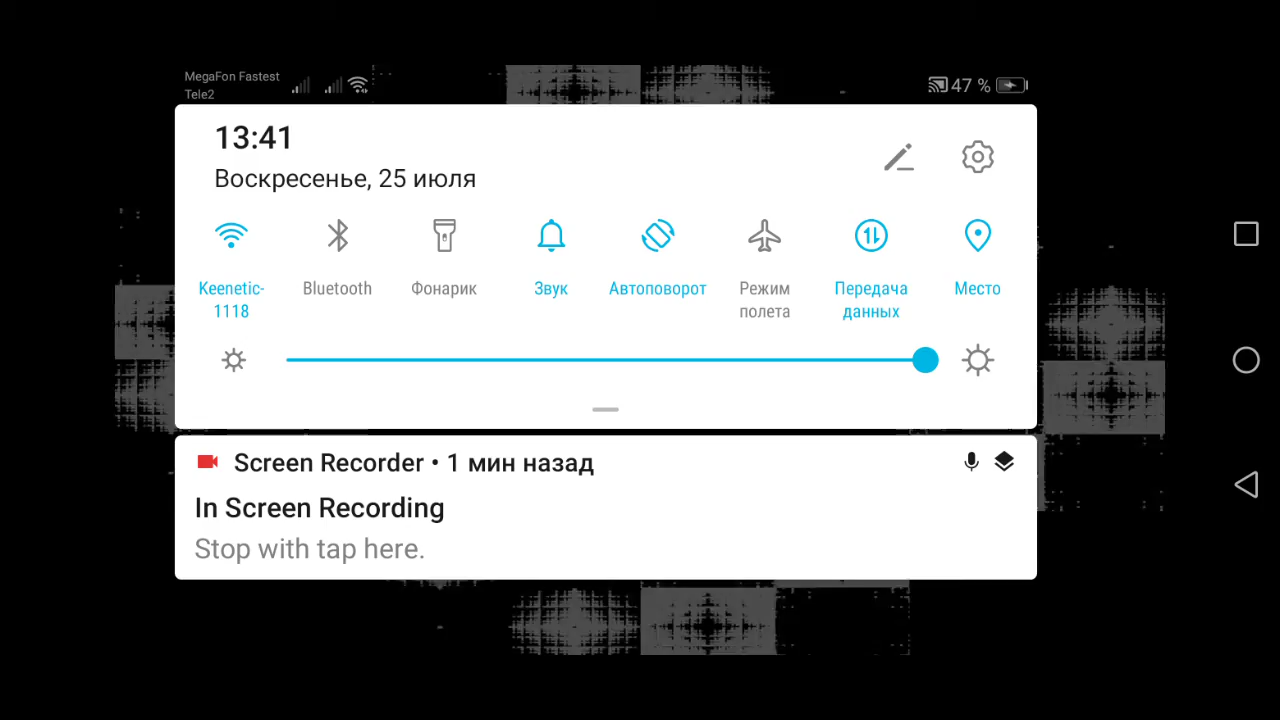 MegaFon Fastest
Tele2
47 %
13:41
Воскресенье, 25 июля
Keenetic-
1118
Bluetooth
Фонарик
Звук
Автоповорот
Режим
полета
Передача
данных
Место
Screen Recorder • 1 мин назад
In Screen Recording
Stop with tap here.